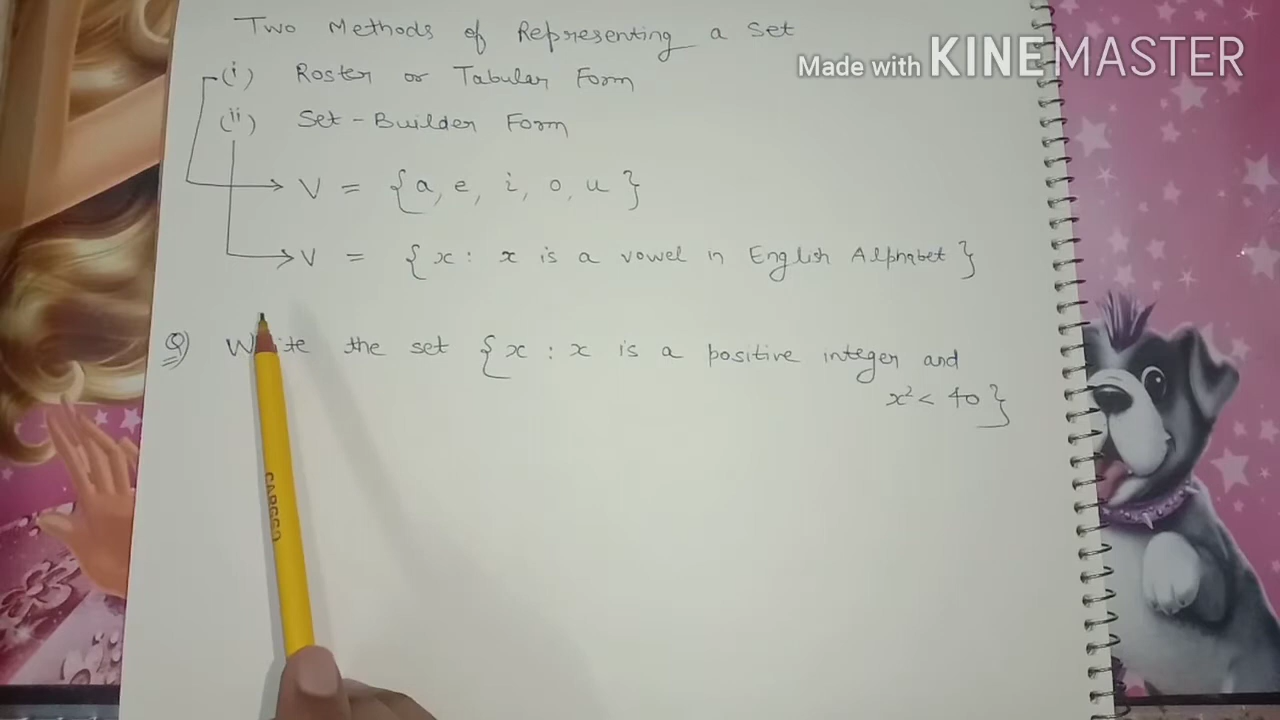 Two Methods of Representing a Set
Made with KINEMASTER
(i) Roster or Tabular Form
(ii) Set-Builder Form
V = {a, e, i, o, u}
V = {x : x is a vowel in English Alphabet}
Q) Write the set {x : x is a positive integer and
x² < 40}